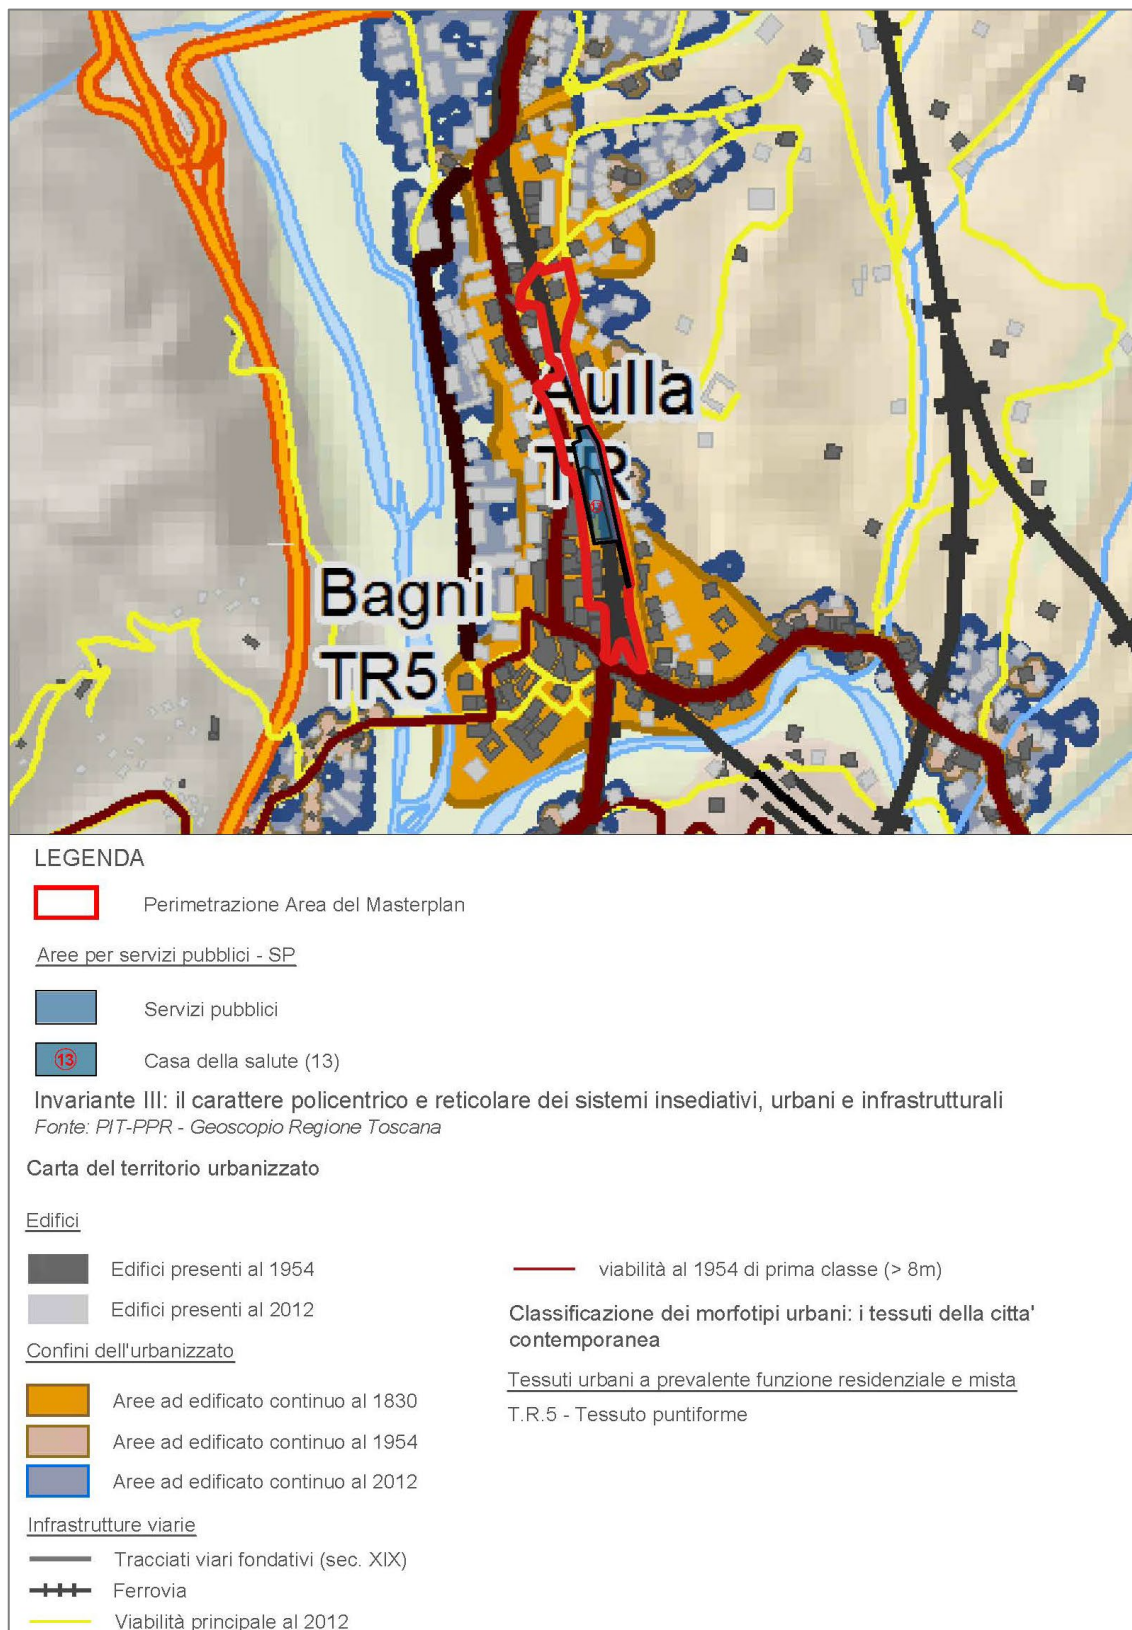 Aulla
TR
Bagni
TR5
13
LEGENDA
Perimetrazione Area del Masterplan
Aree per servizi pubblici - SP
Servizi pubblici
13
Casa della salute (13)
Invariante III: il carattere policentrico e reticolare dei sistemi insediativi, urbani e infrastrutturali
Fonte: PIT-PPR - Geoscopio Regione Toscana
Carta del territorio urbanizzato
Edifici
Edifici presenti al 1954
Edifici presenti al 2012
Confini dell'urbanizzato
Aree ad edificato continuo al 1830
Aree ad edificato continuo al 1954
Aree ad edificato continuo al 2012
Infrastrutture viarie
Tracciati viari fondativi (sec. XIX)
Ferrovia
Viabilità principale al 2012
viabilità al 1954 di prima classe (> 8m)
Classificazione dei morfotipi urbani: i tessuti della citta'
contemporanea
Tessuti urbani a prevalente funzione residenziale e mista
T.R.5 - Tessuto puntiforme